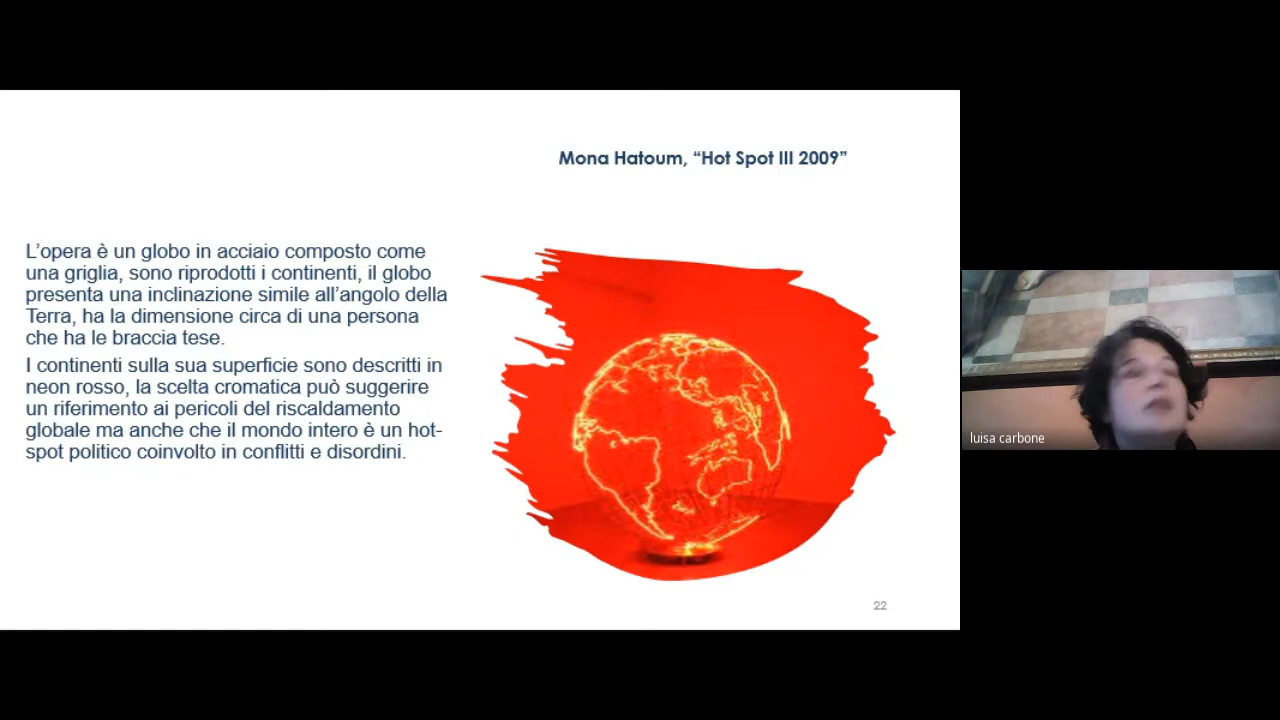 Mona Hatoum, “Hot Spot III 2009”
L’opera è un globo in acciaio composto come
una griglia, sono riprodotti i continenti, il globo
presenta una inclinazione simile all’angolo della
Terra, ha la dimensione circa di una persona
che ha le braccia tese.
I continenti sulla sua superficie sono descritti in
neon rosso, la scelta cromatica può suggerire
un riferimento ai pericoli del riscaldamento
globale ma anche che il mondo intero è un hot-
spot politico coinvolto in conflitti e disordini.
luisa carbone
22